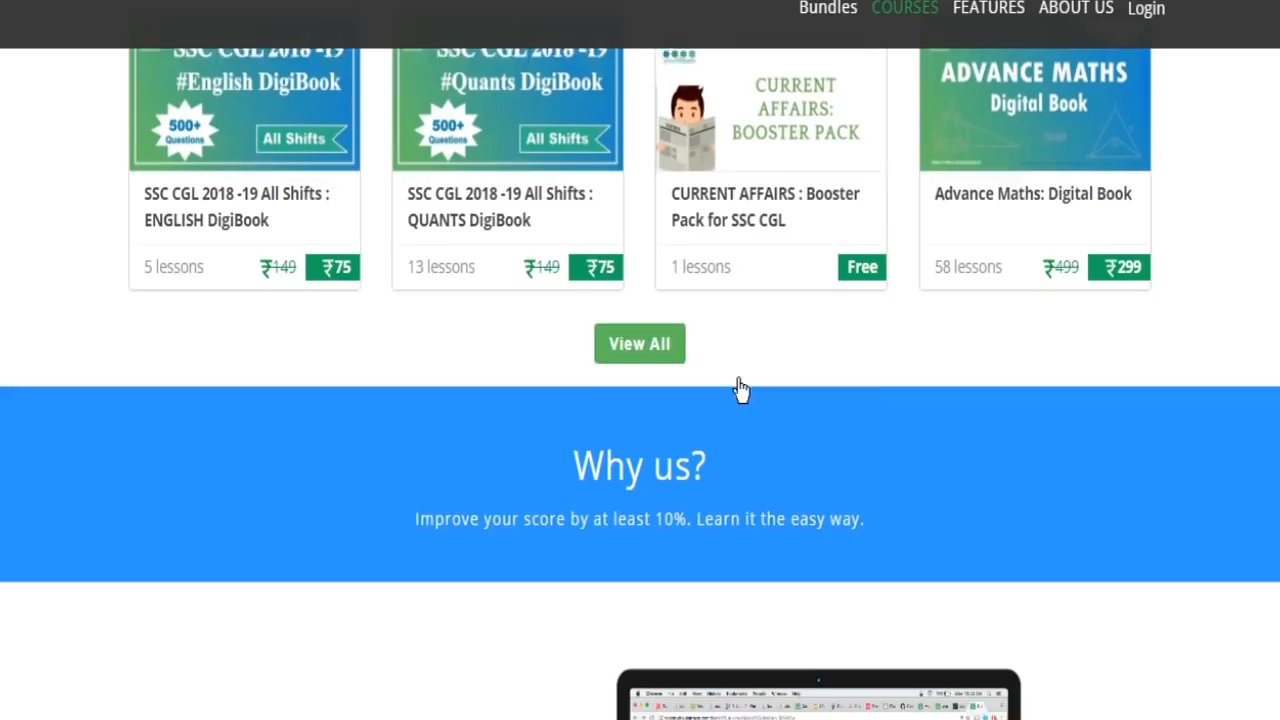 Bundles COURSES FEATURES ABOUT US Login
SSC CGL 2018 -19
#English DigiBook
500+
Questions
All Shifts
SSC CGL 2018 -19
#Quants DigiBook
500+
Questions
All Shifts
CURRENT
AFFAIRS:
BOOSTER PACK
ADVANCE MATHS
Digital Book
SSC CGL 2018 -19 All Shifts :
ENGLISH DigiBook
5 lessons ₹149 ₹75
SSC CGL 2018 -19 All Shifts :
QUANTS DigiBook
13 lessons ₹149 ₹75
CURRENT AFFAIRS : Booster
Pack for SSC CGL
1 lessons Free
Advance Maths: Digital Book
58 lessons ₹499 ₹299
View All
Why us?
Improve your score by at least 10%. Learn it the easy way.